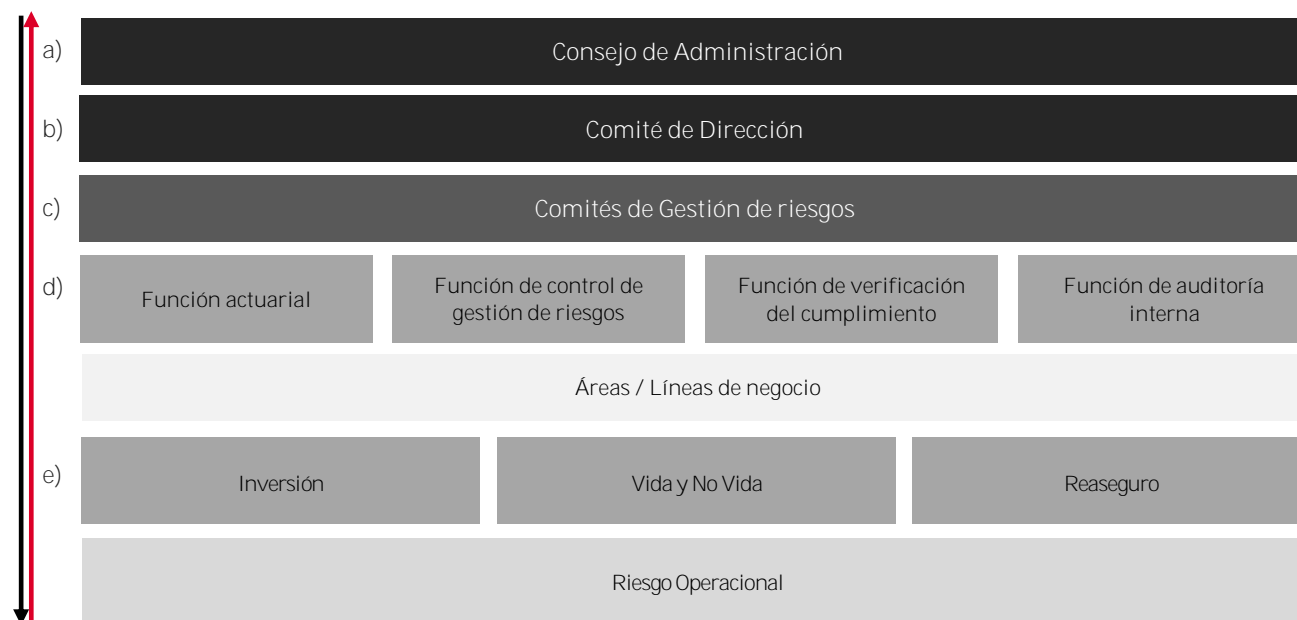 a)
Consejo de Administración
b)
Comité de Dirección
c)
Comités de Gestión de riesgos
d)
Función actuarial
Función de control de
gestión de riesgos
Función de verificación
del cumplimiento
Función de auditoría
interna
Áreas / Líneas de negocio
e)
Inversión
Vida y No Vida
Reaseguro
Riesgo Operacional